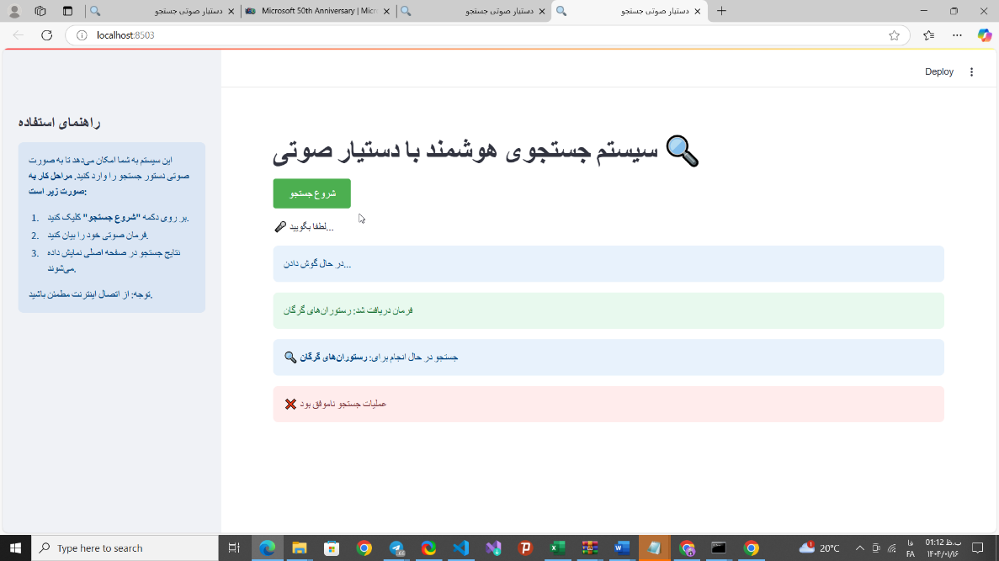 دستیار صوتی جستجو
Microsoft 50th Anniversary | Micr
دستیار صوتی جستجو
دستیار صوتی جستجو
localhost:8503
Deploy
راهنمای استفاده
این سیستم به شما امکان می‌دهد تا به صورت
صوتی دستور جستجو را وارد کنید. مراحل کار به
صورت زیر است:
1. بر روی دکمه "شروع جستجو" کلیک کنید.
2. فرمان صوتی خود را بیان کنید.
3. نتایج جستجو در صفحه اصلی نمایش داده
می‌شوند.
توجه: از اتصال اینترنت مطمئن باشید.
سیستم جستجوی هوشمند با دستیار صوتی
شروع جستجو
لطفا بگویید...
در حال گوش دادن...
فرمان دریافت شد: رستوران‌های گرگان
جستجو در حال انجام برای: رستوران‌های گرگان
عملیات جستجو ناموفق بود
Type here to search
20°C
فا
FA
01:12 ب.ظ
۱۴۰۴/۰۱/۱۶